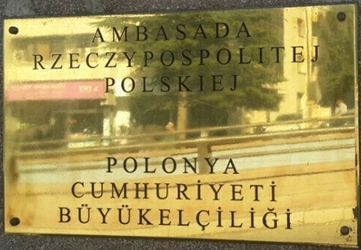 AMBASADA
RZECZYPOSPOLITEJ
POLSKIEJ
POLONYA
CUMHURİYETİ
BÜYÜKELÇİLİĞİ